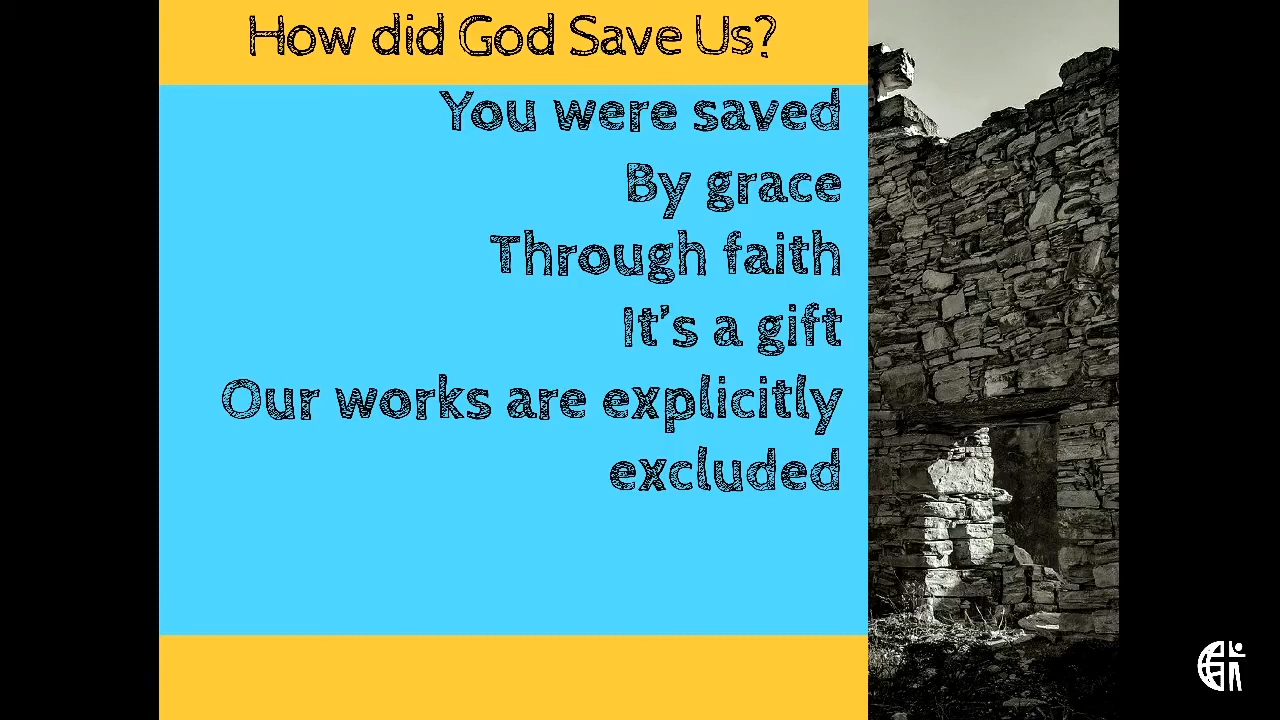 How did God Save Us?
You were saved
By grace
Through faith
It's a gift
Our works are explicitly
excluded